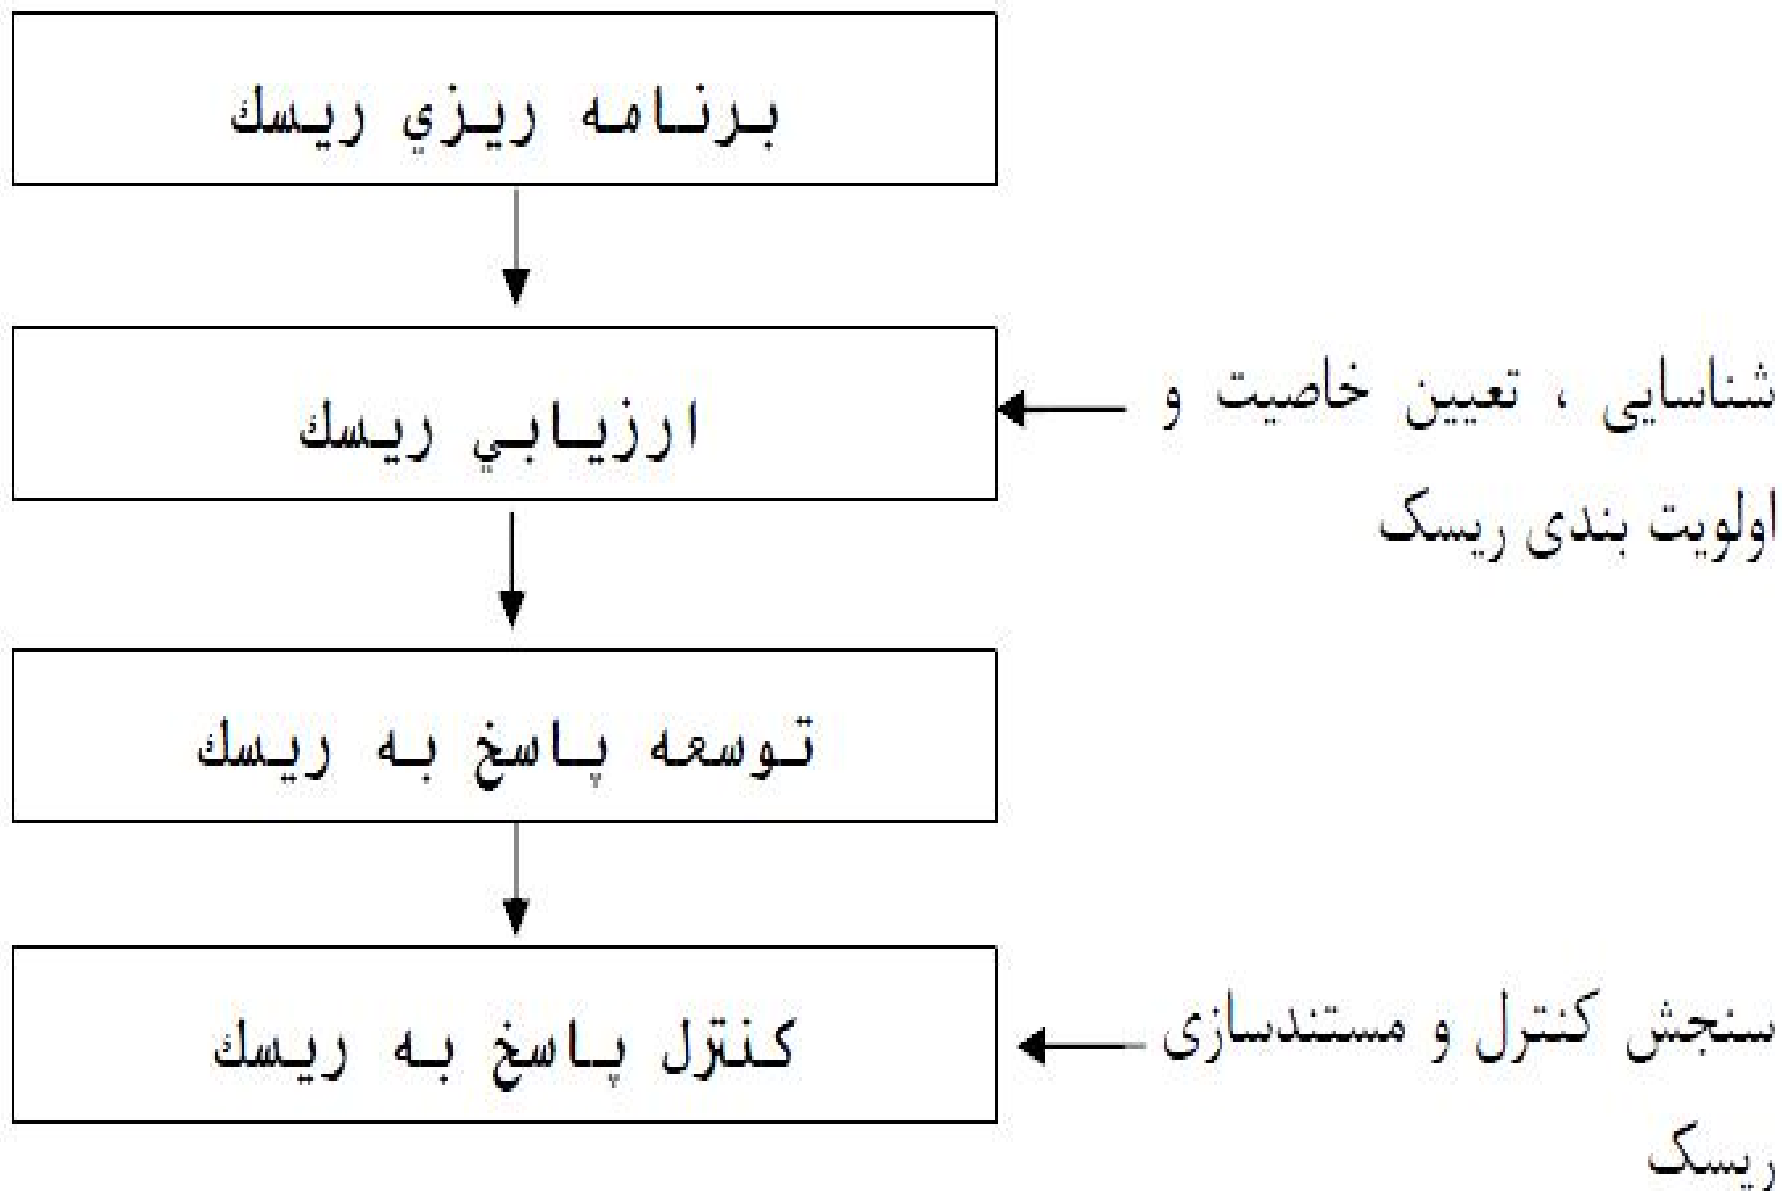 برنامه ريزي ريسك
ارزيابي ريسك
شناسایی ، تعیین خاصیت و
اولویت بندی ریسک
توسعه پاسخ به ريسك
كنترل پاسخ به ريسك
سنجش کنترل و مستندسازی
ریسک